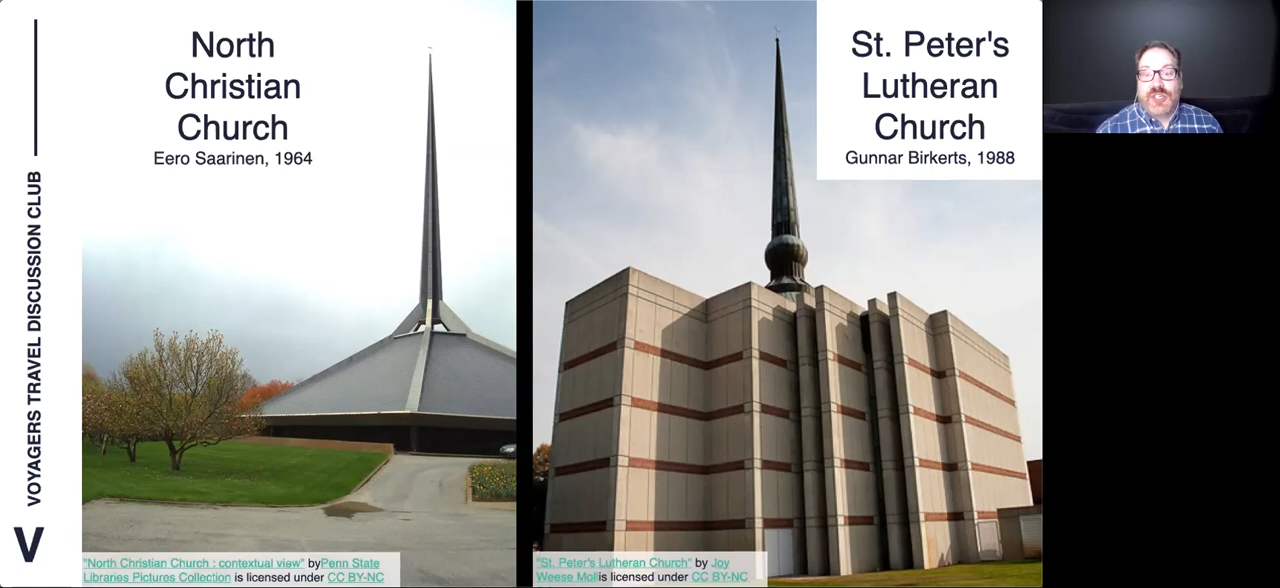 VOYAGERS TRAVEL DISCUSSION CLUB
V
North
Christian
Church
Eero Saarinen, 1964
"North Christian Church : contextual view" byPenn State
Libraries Pictures Collection is licensed under CC BY-NC
St. Peter's
Lutheran
Church
Gunnar Birkerts, 1988
"St. Peter's Lutheran Church" by Joy
Weese Mollis licensed under CC BY-NC